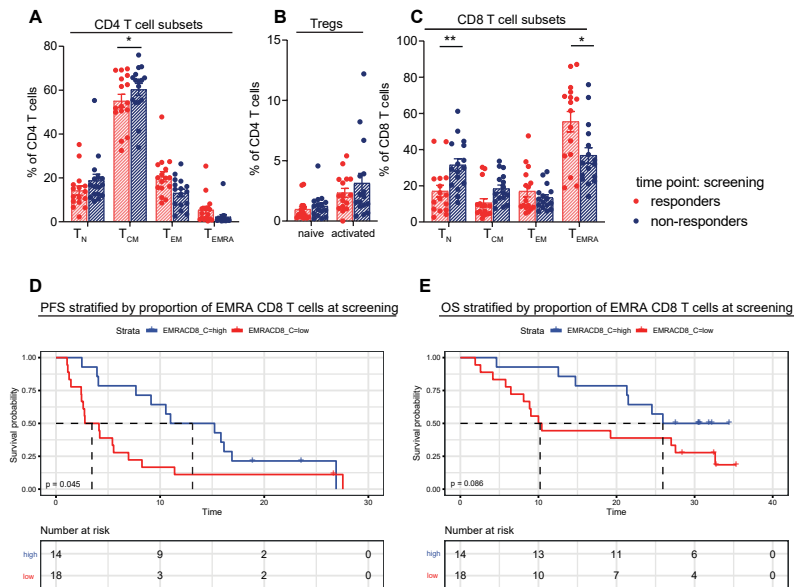 A
CD4 T cell subsets
% of CD4 T cells
80
60
40
20
0
*
TN
TCM
TEM
TEMRA
B
Tregs
% of CD4 T cells
15
10
5
0
naive activated
C
CD8 T cell subsets
% of CD8 T cells
100
80
60
40
20
0
**
*
TN
TCM
TEM
TEMRA
time point: screening
responders
non-responders
D
PFS stratified by proportion of EMRA CD8 T cells at screening
Strata EMRACD8_C=high EMRACD8_C=low
Survival probability
1.00
0.75
0.50
0.25
0.00
p = 0.045
0 10 20 30
Time
Number at risk
high 14 9 2 0
low 18 3 2 0
E
OS stratified by proportion of EMRA CD8 T cells at screening
Strata EMRACD8_C=high EMRACD8_C=low
Survival probability
1.00
0.75
0.50
0.25
0.00
p = 0.086
0 10 20 30 40
Time
Number at risk
high 14 13 11 6 0
low 18 10 7 4 0